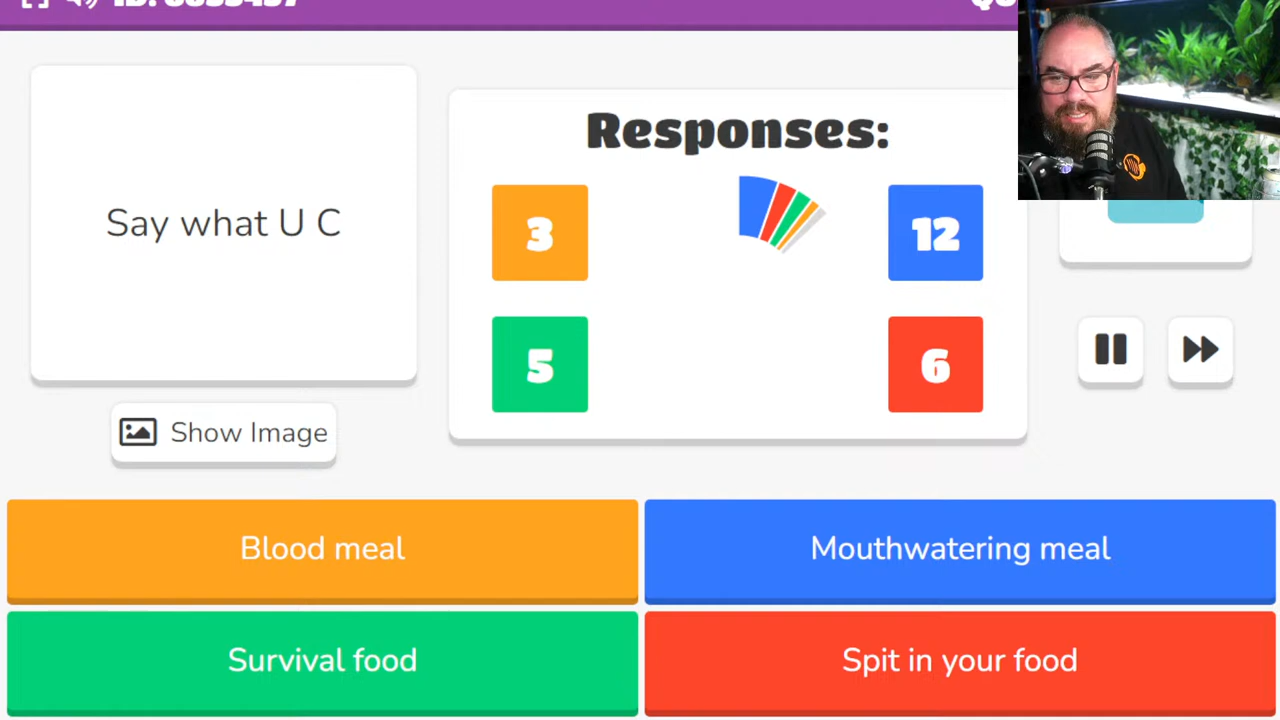 Say what U C
Show Image
Responses:
3
12
5
6
Blood meal
Mouthwatering meal
Survival food
Spit in your food